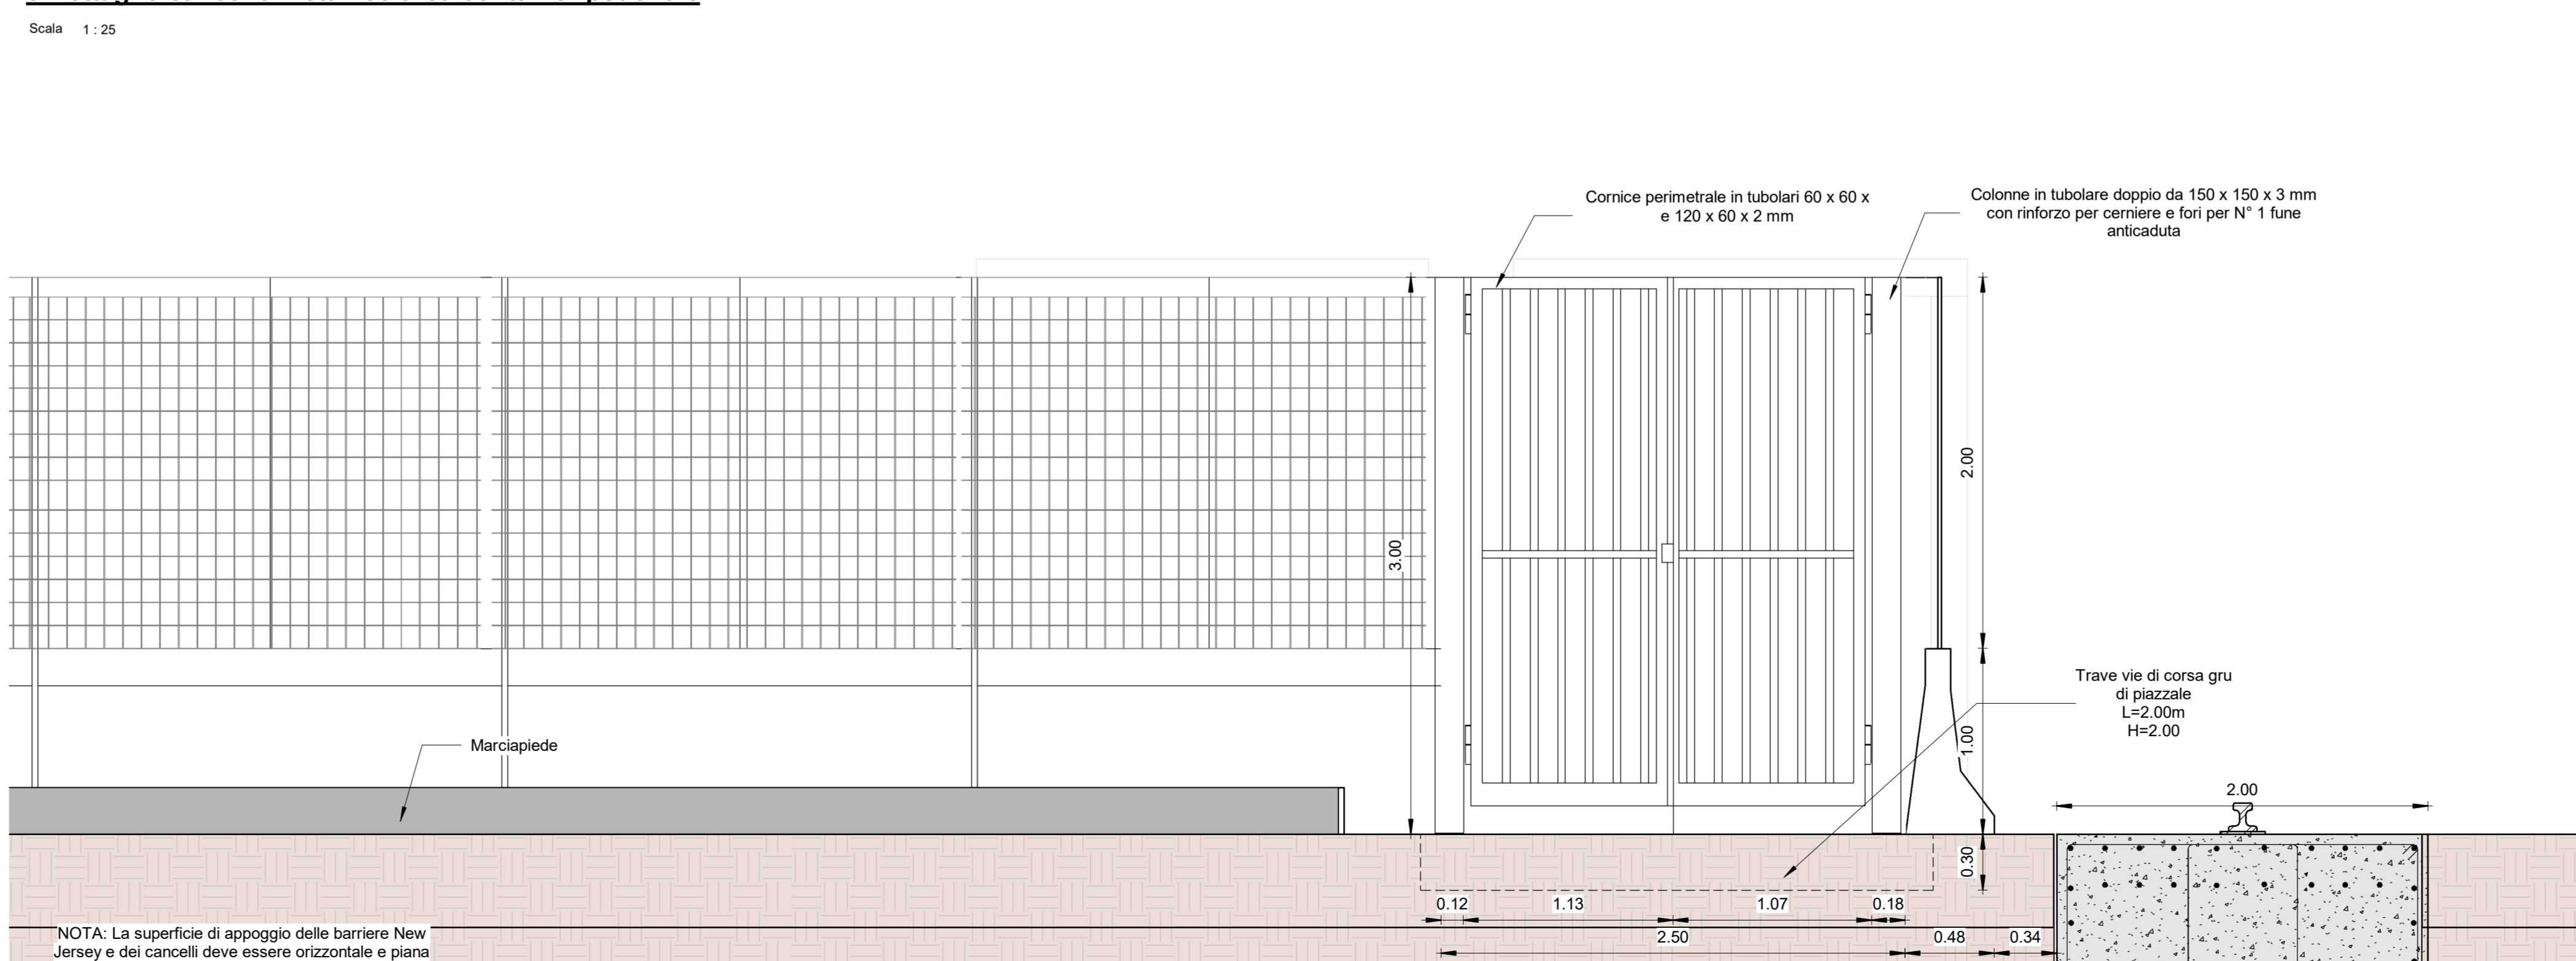 Scala 1 : 25
Cornice perimetrale in tubolari 60 x 60 x
e 120 x 60 x 2 mm
Colonne in tubolare doppio da 150 x 150 x 3 mm
con rinforzo per cerniere e fori per N° 1 fune
anticaduta
2.00
3.00
Trave vie di corsa gru
di piazzale
L=2.00m
H=2.00
Marciapiede
1.00
2.00
0.30
0.12
1.13
1.07
0.18
2.50
0.48
0.34
NOTA: La superficie di appoggio delle barriere New
Jersey e dei cancelli deve essere orizzontale e piana